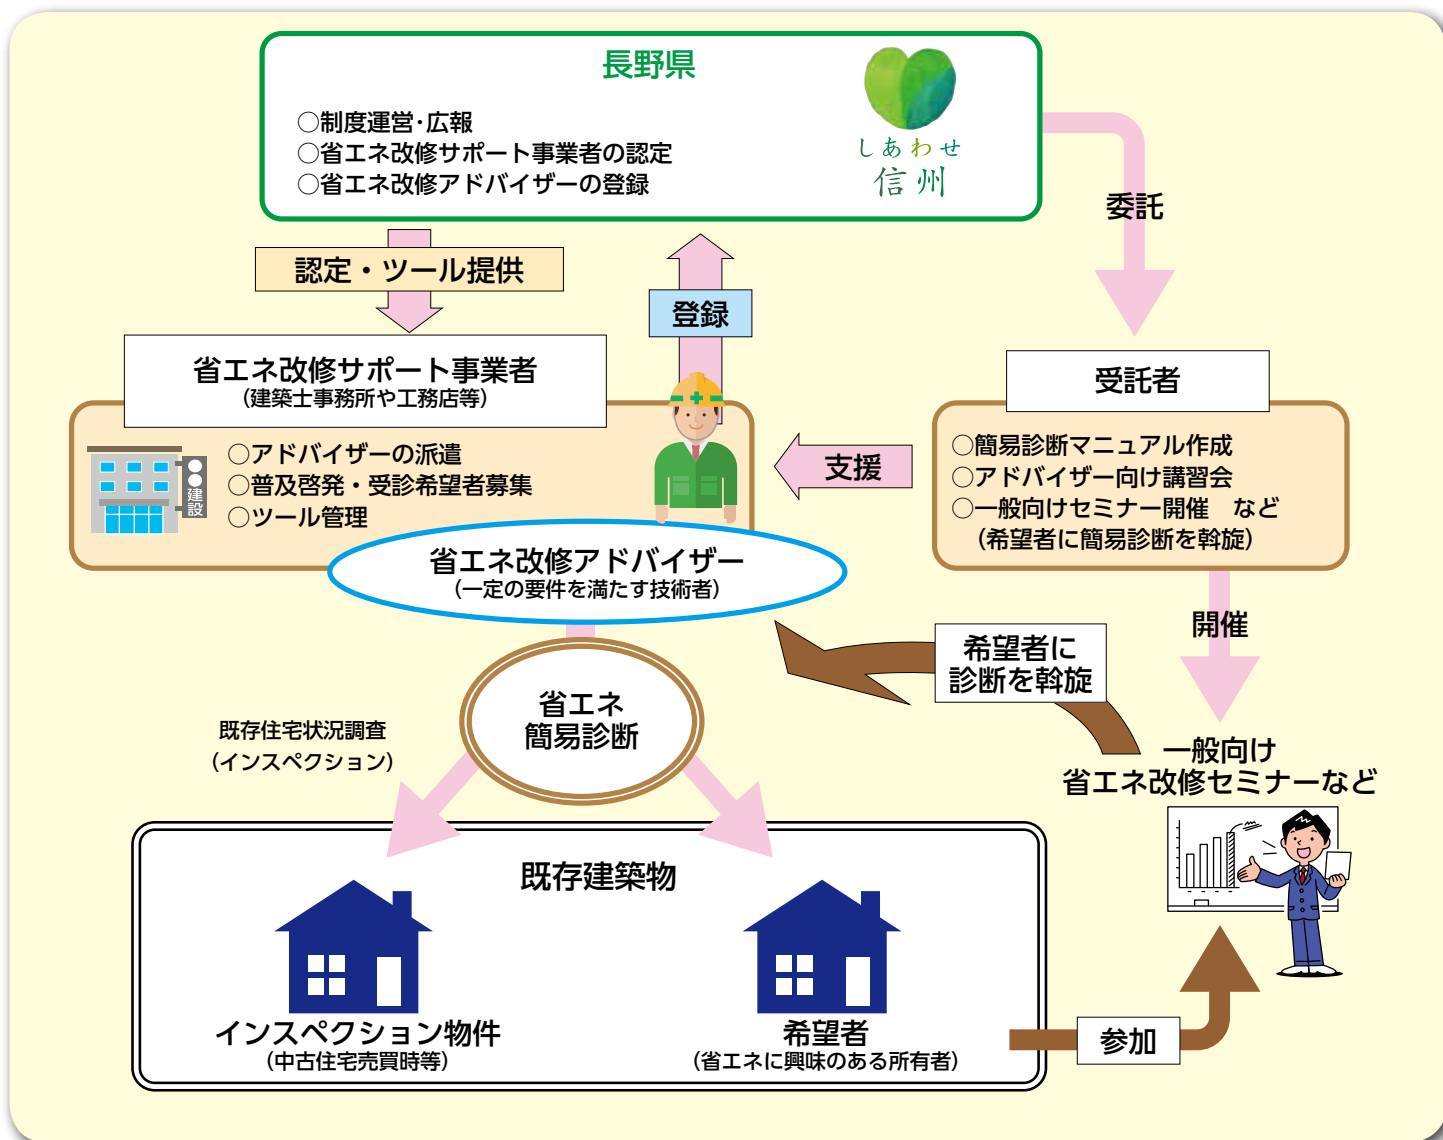 長野県
○制度運営・広報
○省エネ改修サポート事業者の認定
○省エネ改修アドバイザーの登録
しあわせ
信州
委託
認定・ツール提供
登録
省エネ改修サポート事業者
（建築士事務所や工務店等）
○アドバイザーの派遣
○普及啓発・受診希望者募集
○ツール管理
建設
支援
受託者
○簡易診断マニュアル作成
○アドバイザー向け講習会
○一般向けセミナー開催　など
（希望者に簡易診断を斡旋）
省エネ改修アドバイザー
（一定の要件を満たす技術者）
開催
希望者に
診断を斡旋
省エネ
簡易診断
既存住宅状況調査
（インスペクション）
一般向け
省エネ改修セミナーなど
既存建築物
インスペクション物件
（中古住宅売買時等）
希望者
（省エネに興味のある所有者）
参加